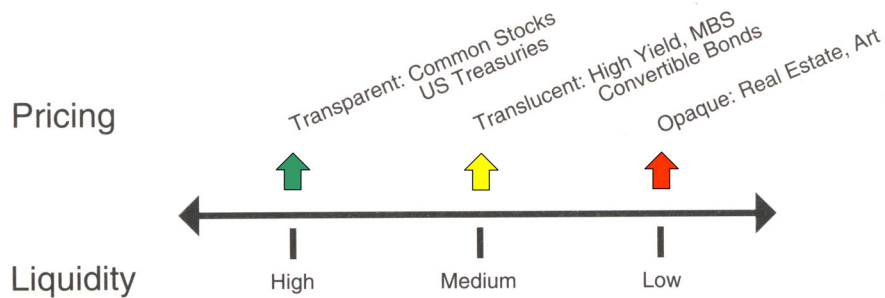 Pricing
Transparent: Common Stocks
US Treasuries
Translucent: High Yield, MBS
Convertible Bonds
Opaque: Real Estate, Art
Liquidity
High
Medium
Low